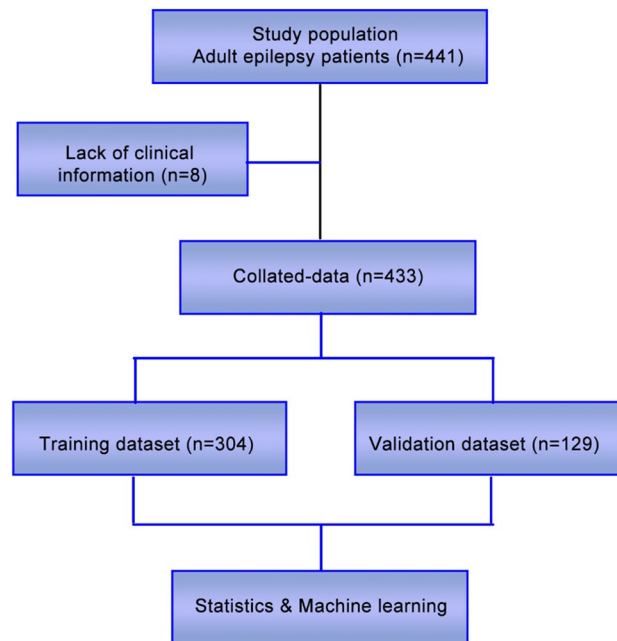 Study population
Adult epilepsy patients (n=441)
Lack of clinical
information (n=8)
Collated-data (n=433)
Training dataset (n=304)
Validation dataset (n=129)
Statistics & Machine learning